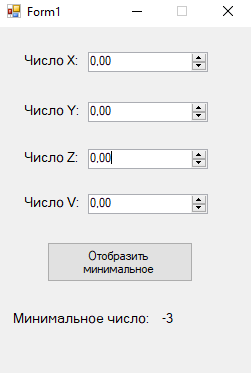 Form1
Число X: 0,00
Число Y: 0,00
Число Z: 0,00
Число V: 0,00
Отобразить
минимальное
Минимальное число: -3